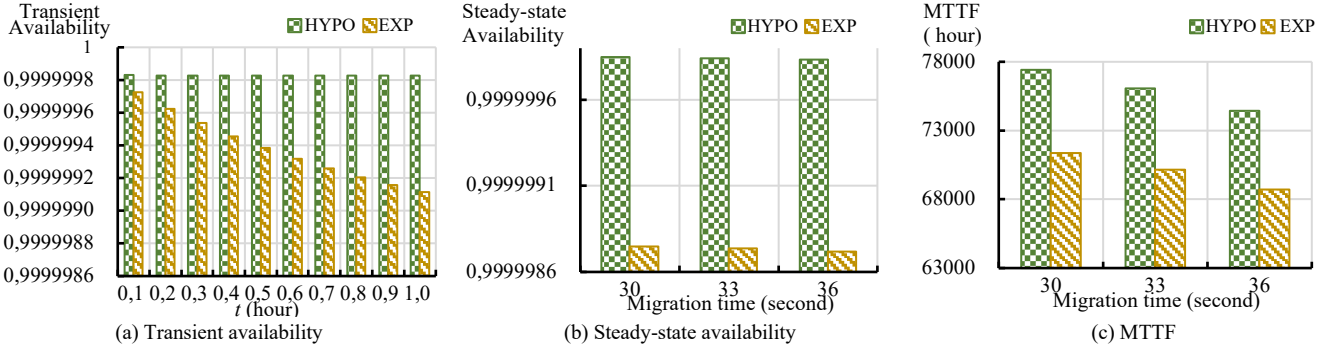 Transient
Availability
HYPO EXP
1
0,9999998
0,9999996
0,9999994
0,9999992
0,9999990
0,9999988
0,9999986
0,1 0,2 0,3 0,4 0,5 0,6 0,7 0,8 0,9 1,0
t (hour)
(a) Transient availability
Steady-state
Availability
HYPO EXP
0,9999996
0,9999991
0,9999986
30 33 36
Migration time (second)
(b) Steady-state availability
MTTF
( hour)
HYPO EXP
78000
73000
68000
63000
30 33 36
Migration time (second)
(c) MTTF